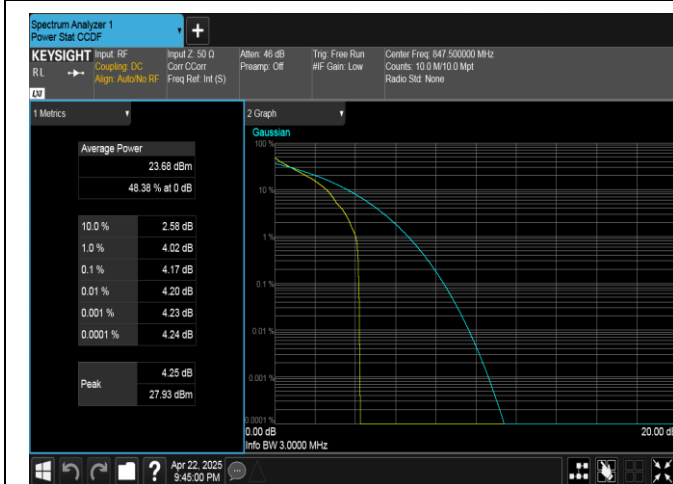 Spectrum Analyzer 1
Power Stat CCDF
+
KEYSIGHT
RL
LXI
Input: RF
Coupling: DC
Align: Auto/No RF
Input Z: 50 Ω
Corr CCorr
Freq Ref: Int (S)
Atten: 46 dB
Preamp: Off
Trig: Free Run
#IF Gain: Low
Center Freq: 847.500000 MHz
Counts: 10.0 M/10.0 Mpt
Radio Std: None
1 Metrics
Average Power
23.68 dBm
48.38 % at 0 dB
10.0 % 2.58 dB
1.0 % 4.02 dB
0.1 % 4.17 dB
0.01 % 4.20 dB
0.001 % 4.23 dB
0.0001 % 4.24 dB
Peak
4.25 dB
27.93 dBm
2 Graph
Gaussian
100 %
10 %
1 %
0.1 %
0.01 %
0.001 %
0.0001 %
0.00 dB
20.00 dB
Info BW 3.0000 MHz
?
Apr 22, 2025
9:45:00 PM